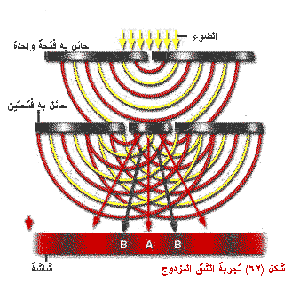 الضوء
حائل به فتحة واحدة
حائل به فتحتين
B A B
شاشة
شكل (٦٧) تجربة الشق المزدوج